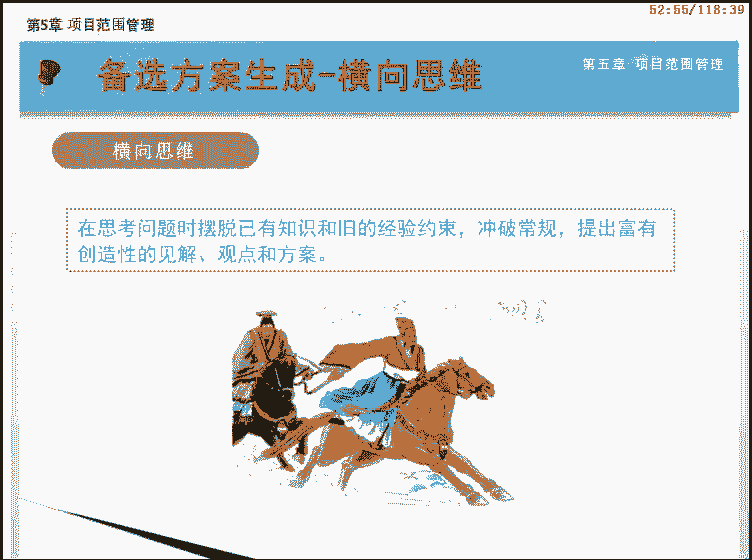 52:55/118:39
第5章 项目范围管理
备选方案生成-横向思维
第五章 项目范围管理
横向思维
在思考问题时摆脱已有知识和旧的经验约束，冲破常规，提出富有
创造性的见解、观点和方案。